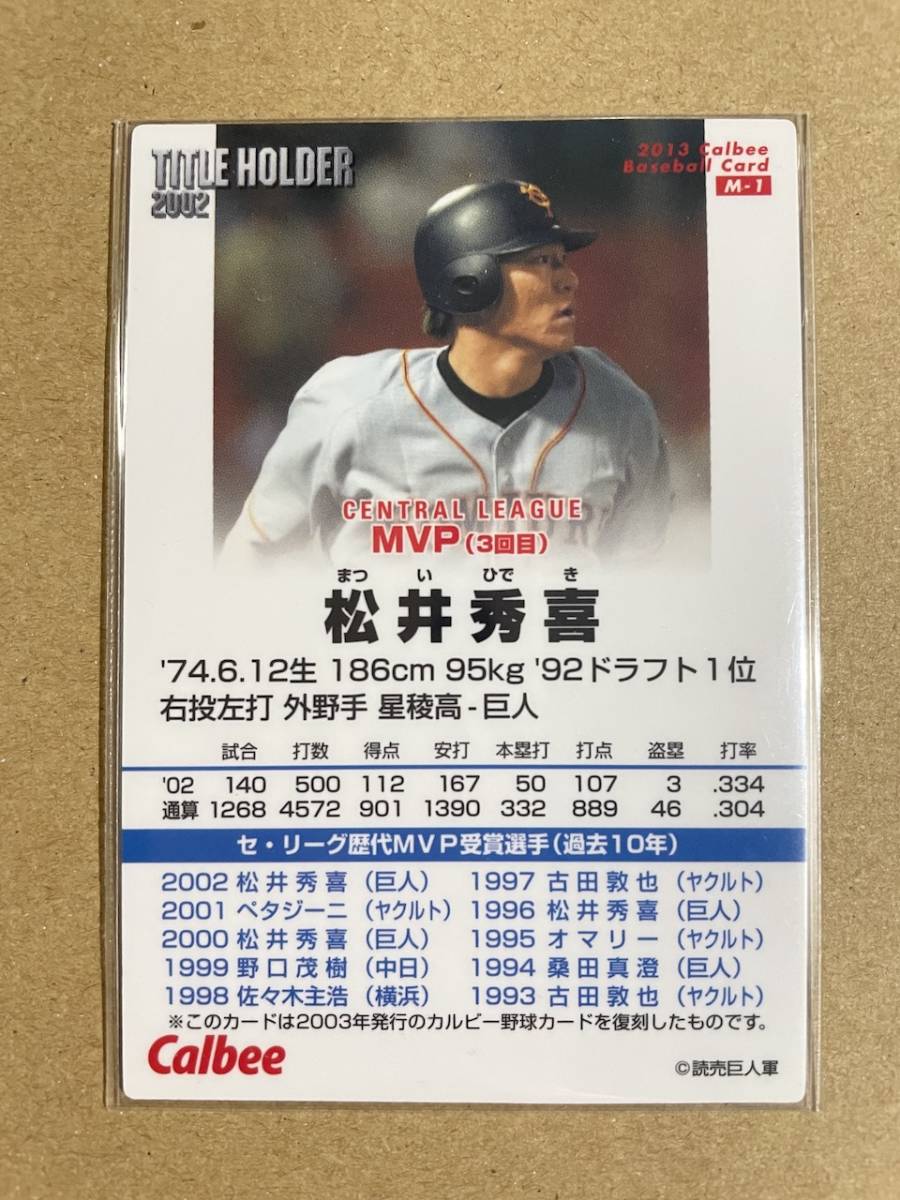 TITLE HOLDER
2002
2013 Calbee
Baseball Card
M-1
CENTRAL LEAGUE
MVP(3回目)
まつ い ひで き
松井秀喜
'74.6.12生 186cm 95kg '92ドラフト1位
右投左打 外野手 星稜高-巨人
試合 打数 得点 安打 本塁打 打点 盗塁 打率
'02 140 500 112 167 50 107 3 .334
通算 1268 4572 901 1390 332 889 46 .304
セ・リーグ歴代MVP受賞選手(過去10年)
2002 松井秀喜(巨人) 1997 古田敦也(ヤクルト)
2001 ペタジーニ(ヤクルト) 1996 松井秀喜(巨人)
2000 松井秀喜(巨人) 1995 オマリー(ヤクルト)
1999 野口茂樹(中日) 1994 桑田真澄(巨人)
1998 佐々木主浩(横浜) 1993 古田敦也(ヤクルト)
※このカードは2003年発行のカルビー野球カードを復刻したものです。
Calbee
©読売巨人軍